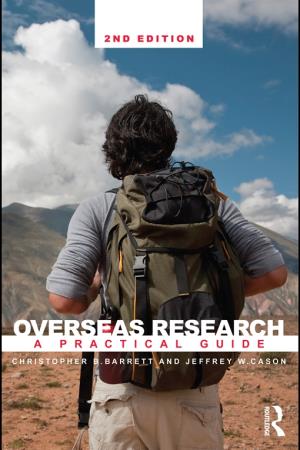 2ND EDITION
OVERSEAS RESEARCH
A PRACTICAL GUIDE
CHRISTOPHER B.BARRETT AND JEFFREY W.CASON
ROUTLEDGE